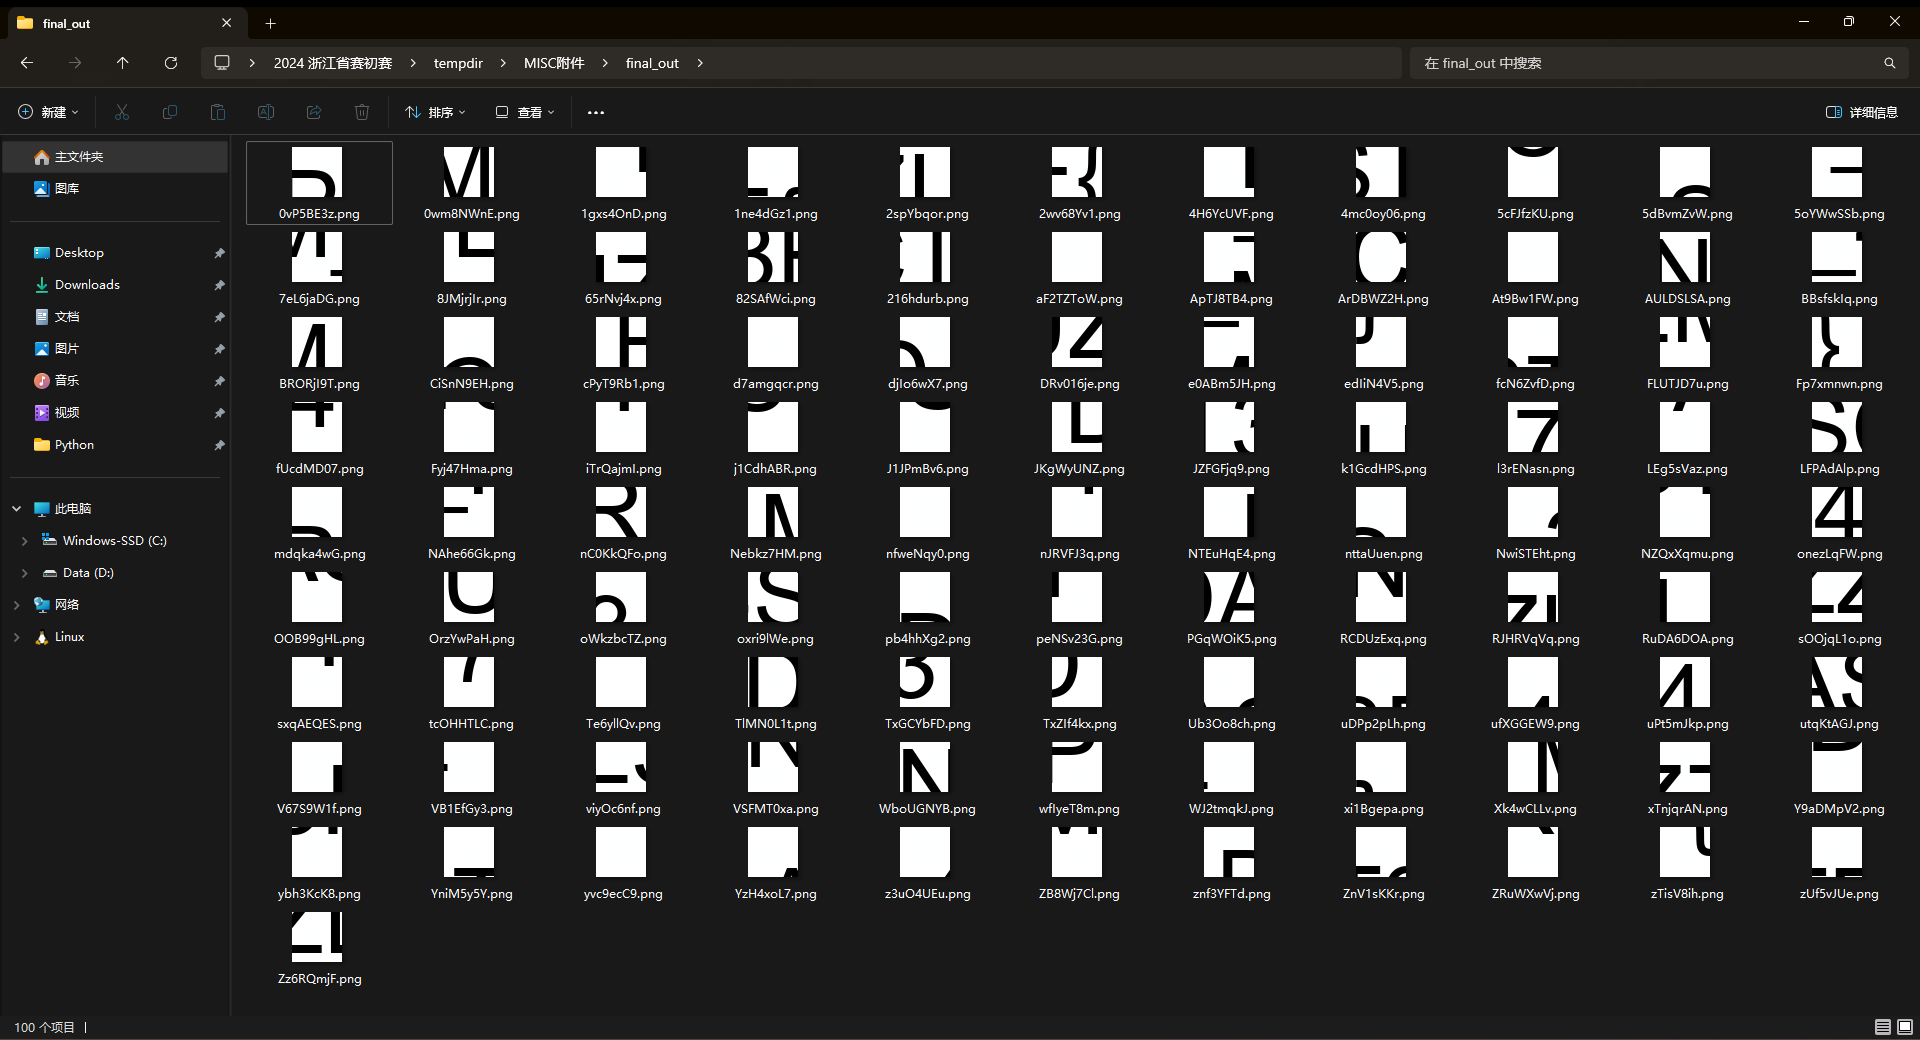 final_out
2024 浙江省赛初赛 tempdir MISC附件 final_out
在 final_out 中搜索
新建 排序 查看 详细信息
主文件夹
图库
Desktop
Downloads
文档
图片
音乐
视频
Python
此电脑
Windows-SSD (C:)
Data (D:)
网络
Linux
0vP5BE3z.png 0wm8NWnE.png 1gxs4OnD.png 1ne4dGz1.png 2spYbqor.png 2wv68Yv1.png 4H6YcUVF.png 4mc0oy06.png 5cFJfzKU.png 5dBvmZvW.png 5oYWwSSb.png
7eL6jaDG.png 8JMjrjIr.png 65rNvj4x.png 82SAfWci.png 216hdurb.png aF2TZToW.png ApTJ8TB4.png ArDBWZ2H.png At9Bw1FW.png AULDSLSA.png BBsfskIq.png
BRORjI9T.png CiSnN9EH.png cPyT9Rb1.png d7amgqcr.png djIo6wX7.png DRv016je.png e0ABm5JH.png edIiN4V5.png fcN6ZvfD.png FLUTJD7u.png Fp7xmnwn.png
fUcdMD07.png Fyj47Hma.png iTrQajmI.png j1CdhABR.png J1JPmBv6.png JKgWyUNZ.png JZFGFjq9.png k1GcdHPS.png l3rENasn.png LEg5sVaz.png LFPAdAlp.png
mdqka4wG.png NAhe66Gk.png nC0KkQFo.png Nebkz7HM.png nfweNqy0.png nJRVFJ3q.png NTEuHqE4.png nttaUuen.png NwiSTEht.png NZQxXqmu.png onezLqFW.png
OOB99gHL.png OrzYwPaH.png oWkzbcTZ.png oxri9lWe.png pb4hhXg2.png peNSv23G.png PGqWOiK5.png RCDUzExq.png RJHRVqVq.png RuDA6DOA.png sOOjqL1o.png
sxqAEQES.png tcOHHTLC.png Te6yllQv.png TlMN0L1t.png TxGCYbFD.png TxZIf4kx.png Ub3Oo8ch.png uDPp2pLh.png ufXGGEW9.png uPt5mJkp.png utqKtAGJ.png
V67S9W1f.png VB1EfGy3.png viyOc6nf.png VSFMT0xa.png WboUGNYB.png wfIyeT8m.png WJ2tmqkJ.png xi1Bgepa.png Xk4wCLLv.png xTnjqrAN.png Y9aDMpV2.png
ybh3KcK8.png YniM5y5Y.png yvc9ecC9.png YzH4xoL7.png z3uO4UEu.png ZB8Wj7Cl.png znf3YFTd.png ZnV1sKKr.png ZRuWXwVj.png zTisV8ih.png zUf5vJUe.png
Zz6RQmjF.png
100 个项目